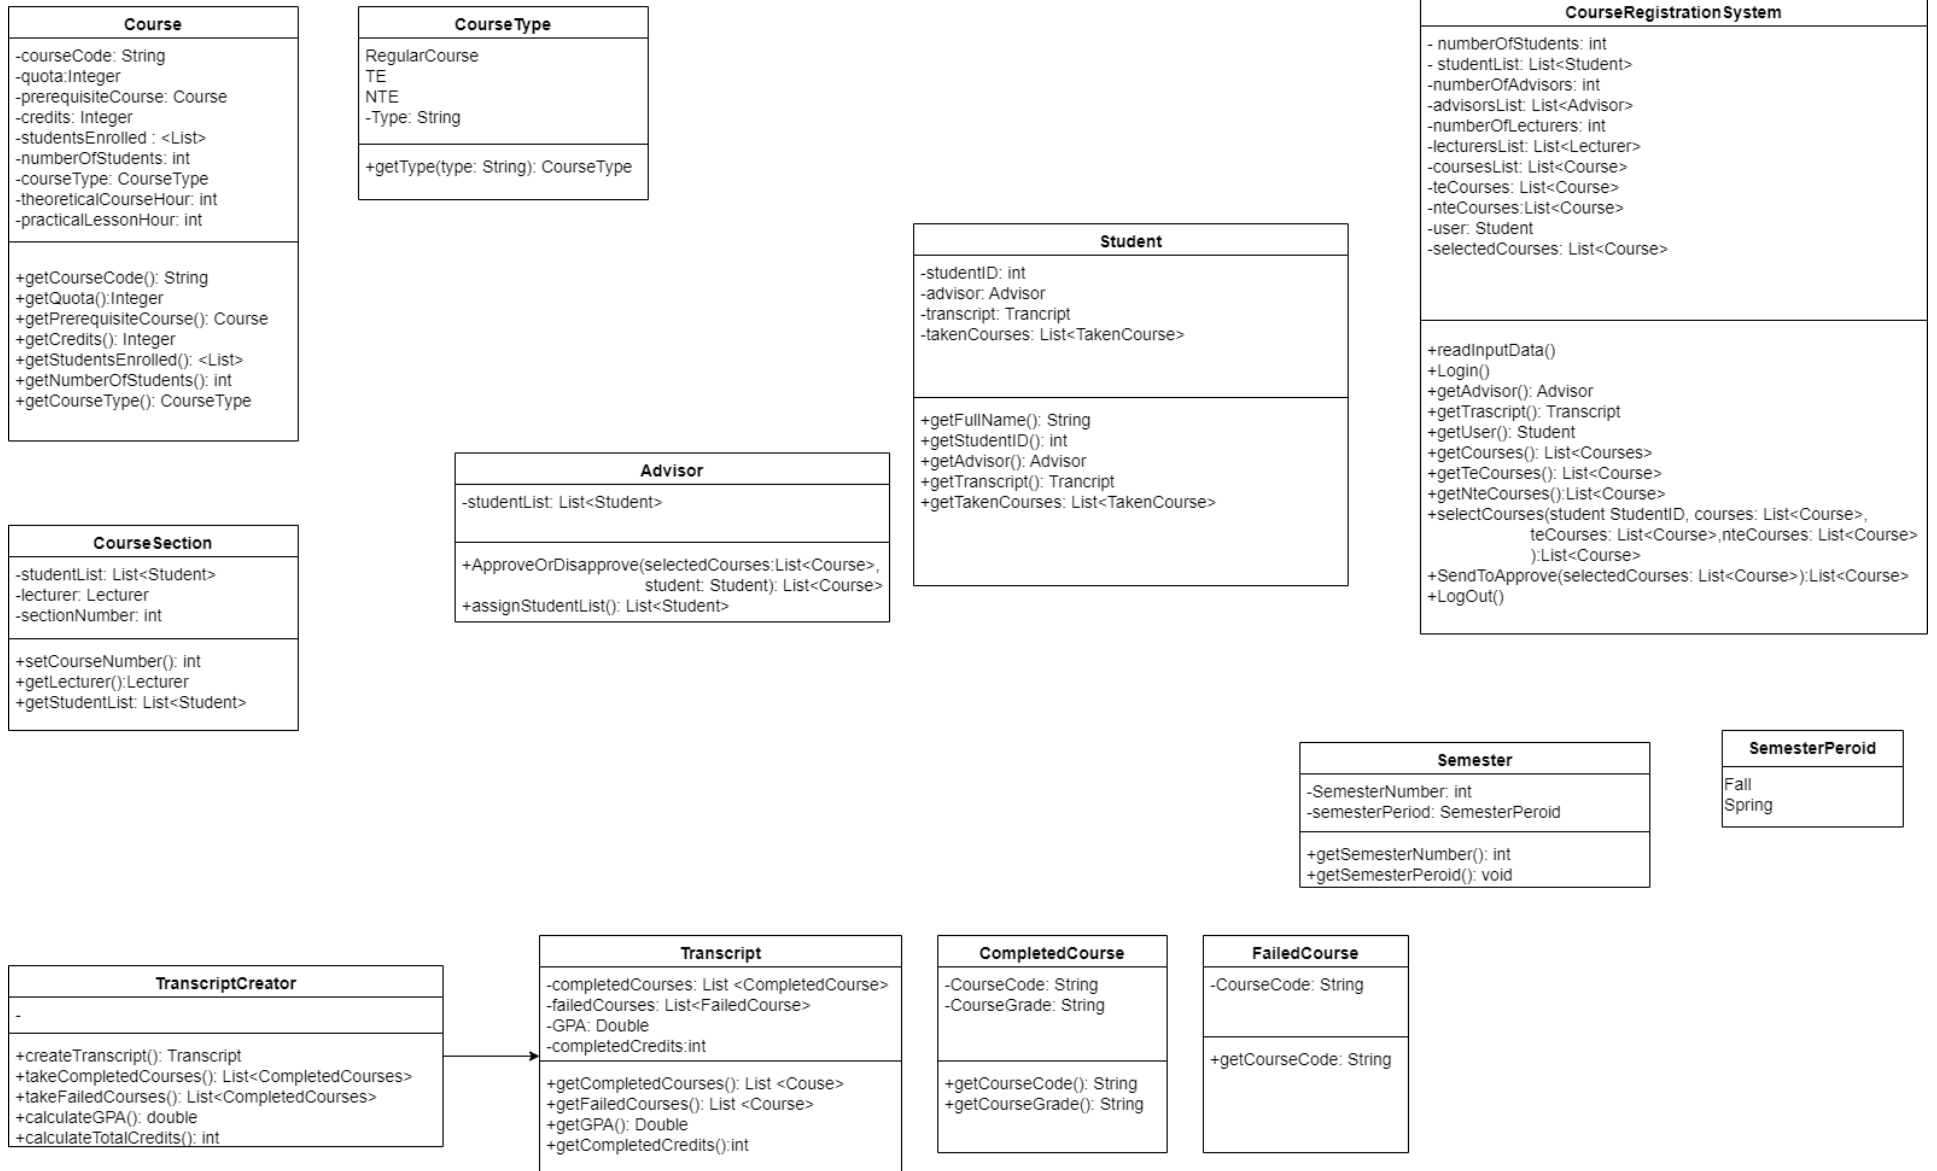 Course
-courseCode: String
-quota:Integer
-prerequisiteCourse: Course
-credits: Integer
-studentsEnrolled : <List>
-numberOfStudents: int
-courseType: CourseType
-theoreticalCourseHour: int
-practicalLessonHour: int
+getCourseCode(): String
+getQuota():Integer
+getPrerequisiteCourse(): Course
+getCredits(): Integer
+getStudentsEnrolled(): <List>
+getNumberOfStudents(): int
+getCourseType(): CourseType
CourseType
RegularCourse
TE
NTE
-Type: String
+getType(type: String): CourseType
CourseRegistrationSystem
- numberOfStudents: int
- studentList: List<Student>
-numberOfAdvisors: int
-advisorsList: List<Advisor>
-numberOfLecturers: int
-lecturersList: List<Lecturer>
-coursesList: List<Course>
-teCourses: List<Course>
-nteCourses:List<Course>
-user: Student
-selectedCourses: List<Course>
+readInputData()
+Login()
+getAdvisor(): Advisor
+getTrascript(): Transcript
+getUser(): Student
+getCourses(): List<Courses>
+getTeCourses(): List<Course>
+getNteCourses():List<Course>
+selectCourses(student StudentID, courses: List<Course>,
teCourses: List<Course>,nteCourses: List<Course>
):List<Course>
+SendToApprove(selectedCourses: List<Course>):List<Course>
+LogOut()
Student
-studentID: int
-advisor: Advisor
-transcript: Trancript
-takenCourses: List<TakenCourse>
+getFullName(): String
+getStudentID(): int
+getAdvisor(): Advisor
+getTranscript(): Trancript
+getTakenCourses: List<TakenCourse>
Advisor
-studentList: List<Student>
+ApproveOrDisapprove(selectedCourses:List<Course>,
student: Student): List<Course>
+assignStudentList(): List<Student>
CourseSection
-studentList: List<Student>
-lecturer: Lecturer
-sectionNumber: int
+setCourseNumber(): int
+getLecturer():Lecturer
+getStudentList: List<Student>
Semester
-SemesterNumber: int
-semesterPeriod: SemesterPeroid
+getSemesterNumber(): int
+getSemesterPeroid(): void
SemesterPeroid
Fall
Spring
TranscriptCreator
-
+createTranscript(): Transcript
+takeCompletedCourses(): List<CompletedCourses>
+takeFailedCourses(): List<CompletedCourses>
+calculateGPA(): double
+calculateTotalCredits(): int
Transcript
-completedCourses: List <CompletedCourse>
-failedCourses: List<FailedCourse>
-GPA: Double
-completedCredits:int
+getCompletedCourses(): List <Couse>
+getFailedCourses(): List <Course>
+getGPA(): Double
+getCompletedCredits():int
CompletedCourse
-CourseCode: String
-CourseGrade: String
+getCourseCode(): String
+getCourseGrade(): String
FailedCourse
-CourseCode: String
+getCourseCode: String